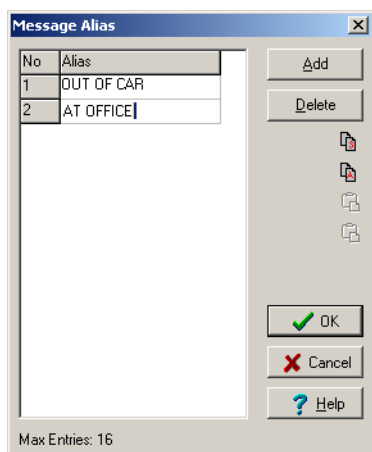 Message Alias
No Alias
1 OUT OF CAR
2 AT OFFICE
Add
Delete
OK
Cancel
Help
Max Entries: 16